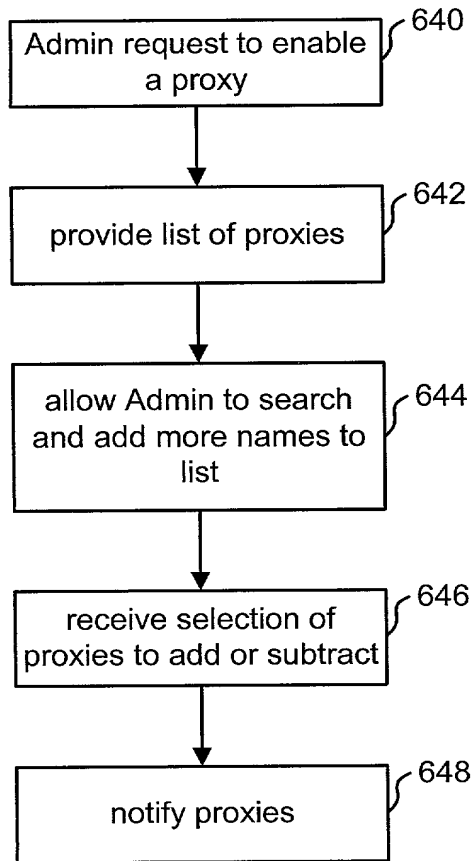 640
Admin request to enable
a proxy
642
provide list of proxies
644
allow Admin to search
and add more names to
list
646
receive selection of
proxies to add or subtract
648
notify proxies